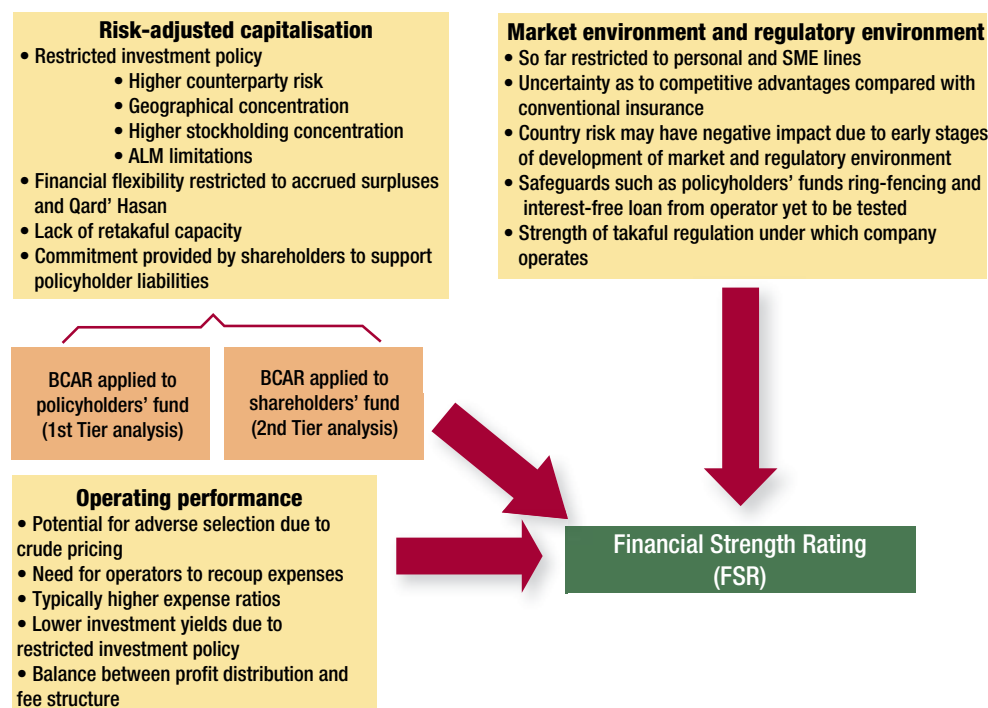 Risk-adjusted capitalisation
• Restricted investment policy
• Higher counterparty risk
• Geographical concentration
• Higher stockholding concentration
• ALM limitations
• Financial flexibility restricted to accrued surpluses
and Qard' Hasan
• Lack of retakaful capacity
• Commitment provided by shareholders to support
policyholder liabilities
Market environment and regulatory environment
• So far restricted to personal and SME lines
• Uncertainty as to competitive advantages compared with
conventional insurance
• Country risk may have negative impact due to early stages
of development of market and regulatory environment
• Safeguards such as policyholders' funds ring-fencing and
interest-free loan from operator yet to be tested
• Strength of takaful regulation under which company
operates
BCAR applied to
policyholders' fund
(1st Tier analysis)
BCAR applied to
shareholders' fund
(2nd Tier analysis)
Operating performance
• Potential for adverse selection due to
crude pricing
• Need for operators to recoup expenses
• Typically higher expense ratios
• Lower investment yields due to
restricted investment policy
• Balance between profit distribution and
fee structure
Financial Strength Rating
(FSR)